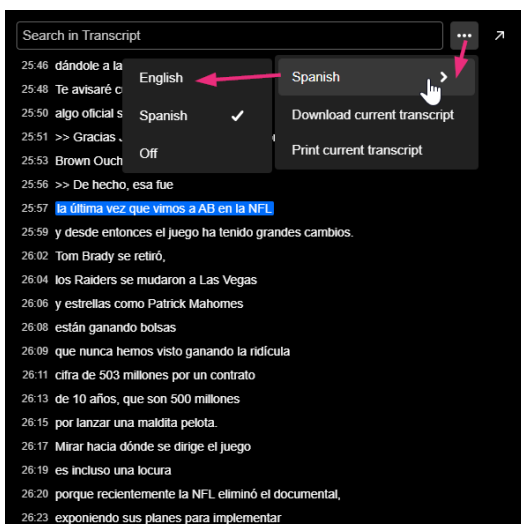 Search in Transcript
25:46 dándole a la
25:48 Te avisaré
25:50 algo oficial
25:51 >> Gracias
25:53 Brown Ouch
25:56 >> De hecho, esa fue
25:57 la última vez que vimos a AB en la NFL
25:59 y desde entonces el juego ha tenido grandes cambios.
26:02 Tom Brady se retiró,
26:04 los Raiders se mudaron a Las Vegas
26:06 y estrellas como Patrick Mahomes
26:08 están ganando bolsas
26:09 que nunca hemos visto ganando la ridícula
26:11 cifra de 503 millones por un contrato
26:13 de 10 años, que son 500 millones
26:15 por lanzar una maldita pelota.
26:17 Mirar hacia dónde se dirige el juego
26:19 es incluso una locura
26:20 porque recientemente la NFL eliminó el documental,
26:23 exponiendo sus planes para implementar
English
Spanish
Off
Spanish
Download current transcript
Print current transcript